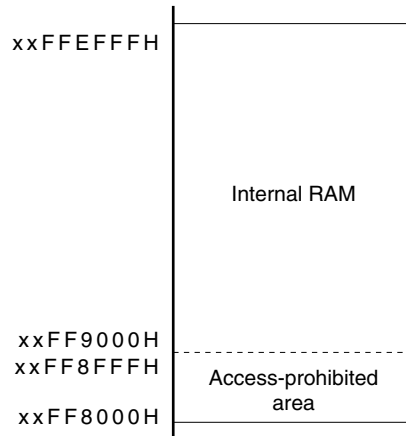 xxFFEFFFH
Internal RAM
xxFF9000H
xxFF8FFFH
Access-prohibited
area
xxFF8000H